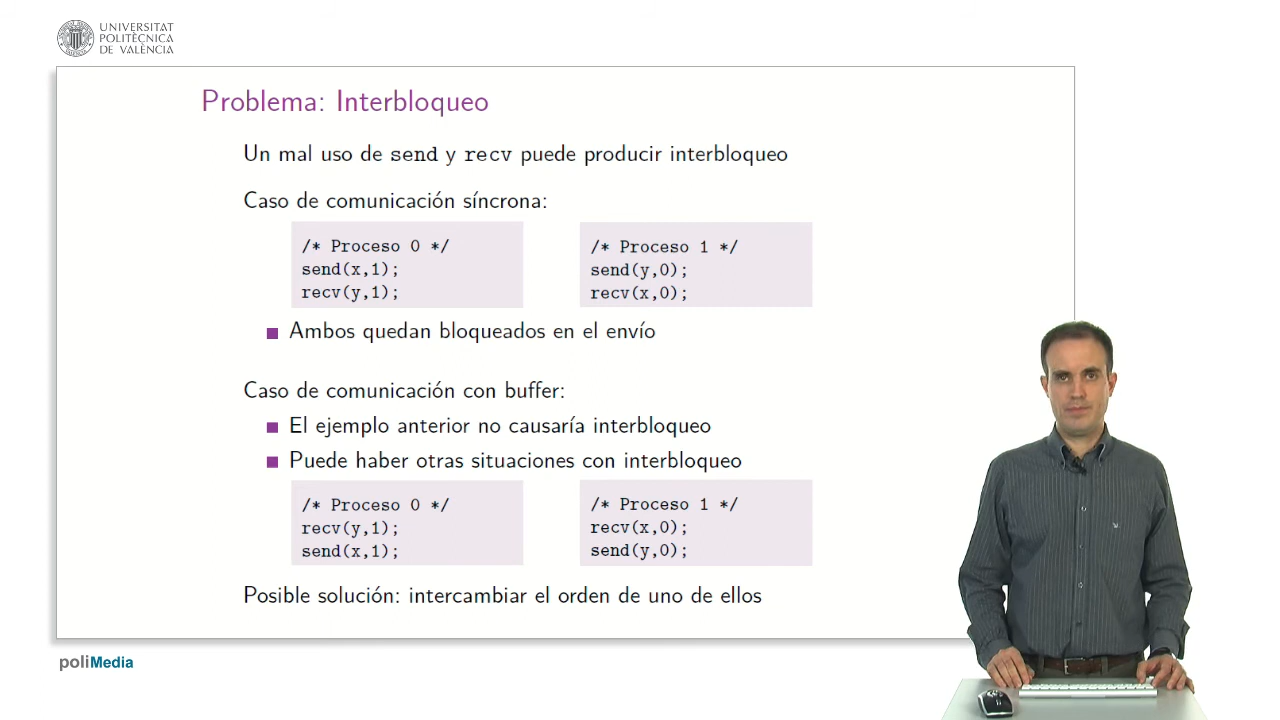 UNIVERSITAT
POLITÈCNICA
DE VALÈNCIA
Problema: Interbloqueo
Un mal uso de send y recv puede producir interbloqueo
Caso de comunicación síncrona:
/* Proceso 0 */
send(x,1);
recv(y,1);
/* Proceso 1 */
send(y,0);
recv(x,0);
Ambos quedan bloqueados en el envío
Caso de comunicación con buffer:
El ejemplo anterior no causaría interbloqueo
Puede haber otras situaciones con interbloqueo
/* Proceso 0 */
recv(y,1);
send(x,1);
/* Proceso 1 */
recv(x,0);
send(y,0);
Posible solución: intercambiar el orden de uno de ellos
poliMedia